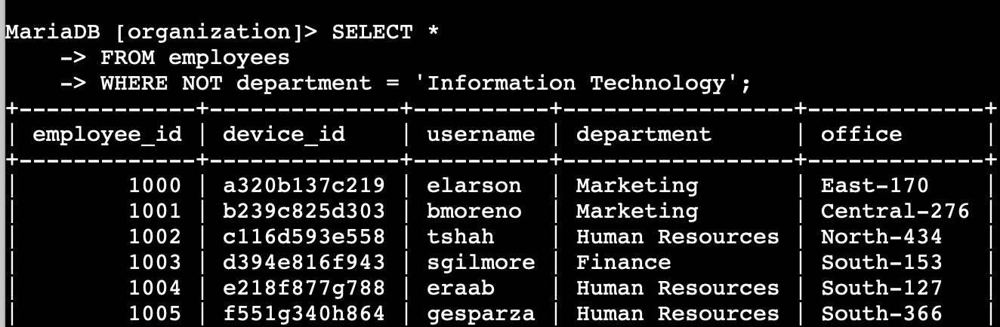 MariaDB [organization]> SELECT *
    -> FROM employees
    -> WHERE NOT department = 'Information Technology';
+-------------+--------------+----------+-----------------+-------------+
| employee_id | device_id    | username | department      | office      |
+-------------+--------------+----------+-----------------+-------------+
|        1000 | a320b137c219 | elarson  | Marketing       | East-170    |
|        1001 | b239c825d303 | bmoreno  | Marketing       | Central-276 |
|        1002 | c116d593e558 | tshah    | Human Resources | North-434   |
|        1003 | d394e816f943 | sgilmore | Finance         | South-153   |
|        1004 | e218f877g788 | eraab    | Human Resources | South-127   |
|        1005 | f551g340h864 | gesparza | Human Resources | South-366   |